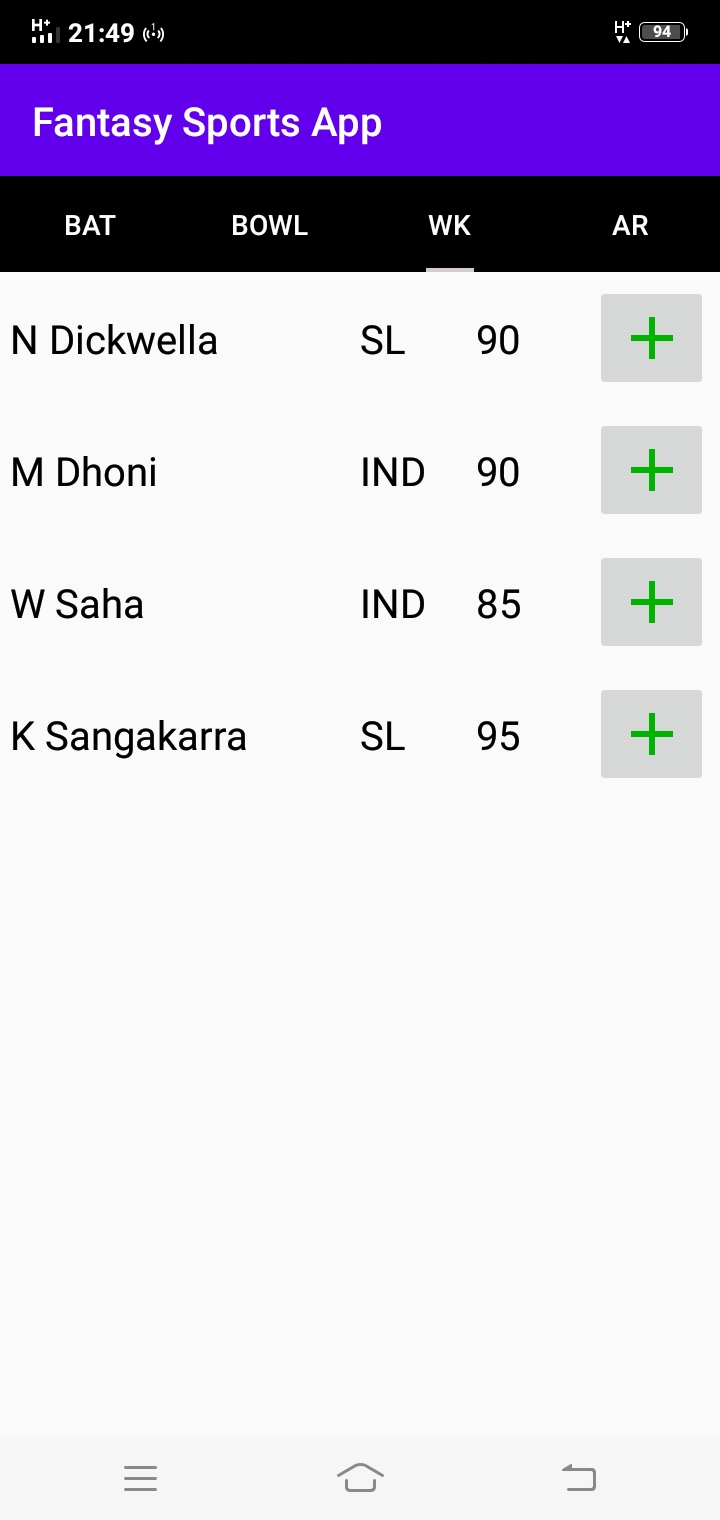 H+ 21:49 1 H+ 94
Fantasy Sports App
BAT BOWL WK AR
N Dickwella SL 90
M Dhoni IND 90
W Saha IND 85
K Sangakarra SL 95